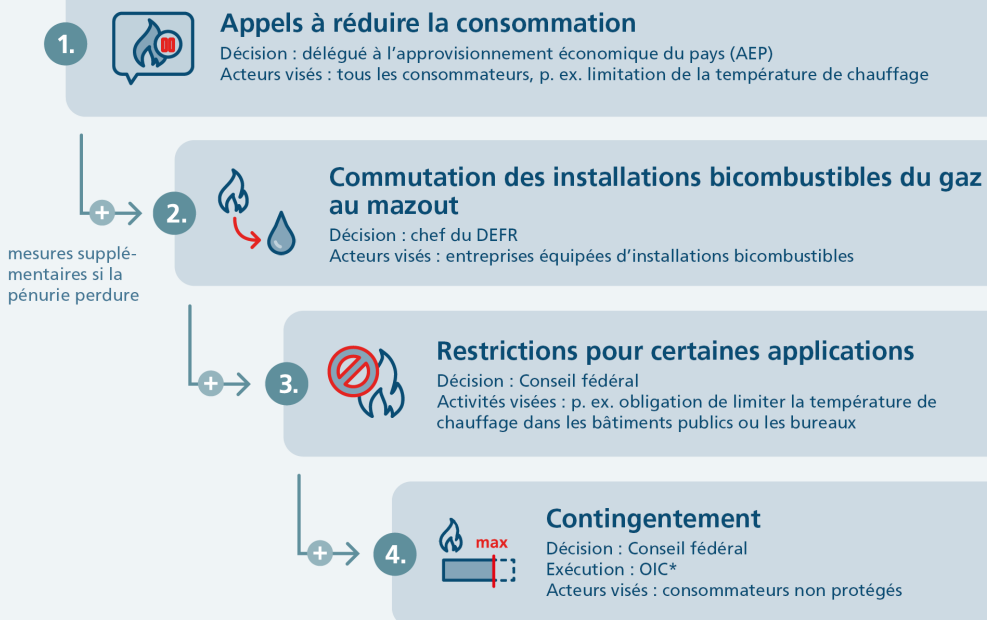 1.
Appels à réduire la consommation
Décision : délégué à l’approvisionnement économique du pays (AEP)
Acteurs visés : tous les consommateurs, p. ex. limitation de la température de chauffage
+
2.
Commutation des installations bicombustibles du gaz
au mazout
Décision : chef du DEFR
Acteurs visés : entreprises équipées d’installations bicombustibles
mesures supplé-
mentaires si la
pénurie perdure
+
3.
Restrictions pour certaines applications
Décision : Conseil fédéral
Activités visées : p. ex. obligation de limiter la température de
chauffage dans les bâtiments publics ou les bureaux
+
4.
max
Contingentement
Décision : Conseil fédéral
Exécution : OIC*
Acteurs visés : consommateurs non protégés